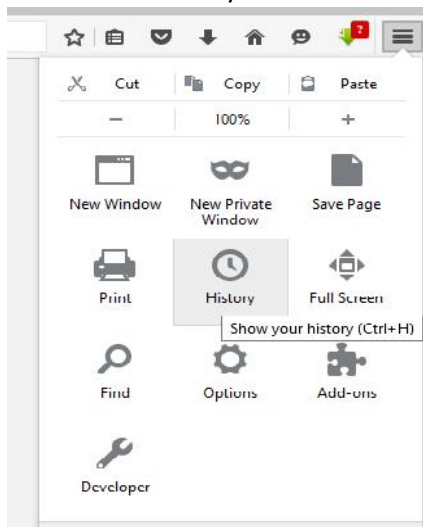 ?
Cut Copy Paste
− 100% +
New Window New Private Window Save Page
Print History Full Screen
Show your history (Ctrl+H)
Find Options Add-ons
Developer